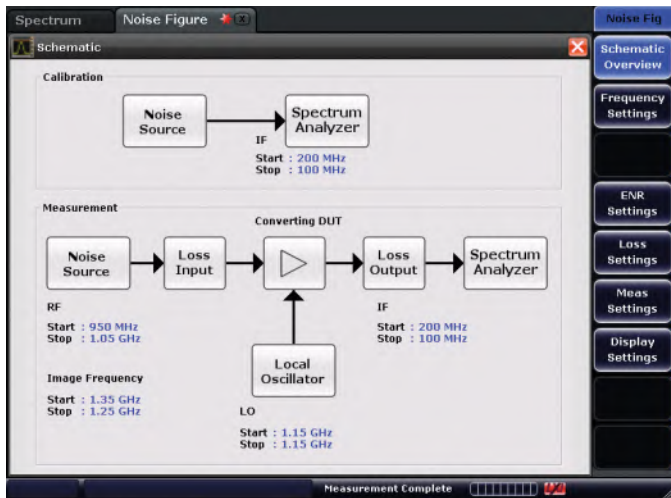 Spectrum
Noise Figure
Noise Fig
Schematic
Schematic
Overview
Frequency
Settings
ENR
Settings
Loss
Settings
Meas
Settings
Display
Settings
Calibration
Noise
Source
Spectrum
Analyzer
IF
Start : 200 MHz
Stop : 100 MHz
Measurement
Converting DUT
Noise
Source
Loss
Input
Loss
Output
Spectrum
Analyzer
RF
Start : 950 MHz
Stop : 1.05 GHz
IF
Start : 200 MHz
Stop : 100 MHz
Image Frequency
Start : 1.35 GHz
Stop : 1.25 GHz
Local
Oscillator
LO
Start : 1.15 GHz
Stop : 1.15 GHz
Measurement Complete